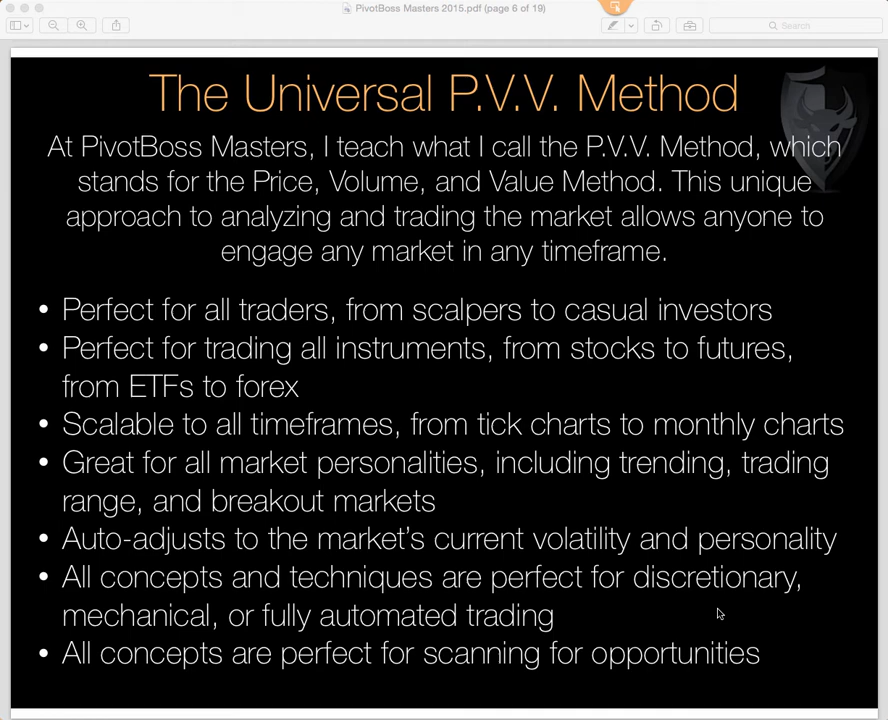 PivotBoss Masters 2015.pdf (page 6 of 19)
Search
The Universal P.V.V. Method
At PivotBoss Masters, I teach what I call the P.V.V. Method, which
stands for the Price, Volume, and Value Method. This unique
approach to analyzing and trading the market allows anyone to
engage any market in any timeframe.
• Perfect for all traders, from scalpers to casual investors
• Perfect for trading all instruments, from stocks to futures,
from ETFs to forex
• Scalable to all timeframes, from tick charts to monthly charts
• Great for all market personalities, including trending, trading
range, and breakout markets
• Auto-adjusts to the market's current volatility and personality
• All concepts and techniques are perfect for discretionary,
mechanical, or fully automated trading
• All concepts are perfect for scanning for opportunities